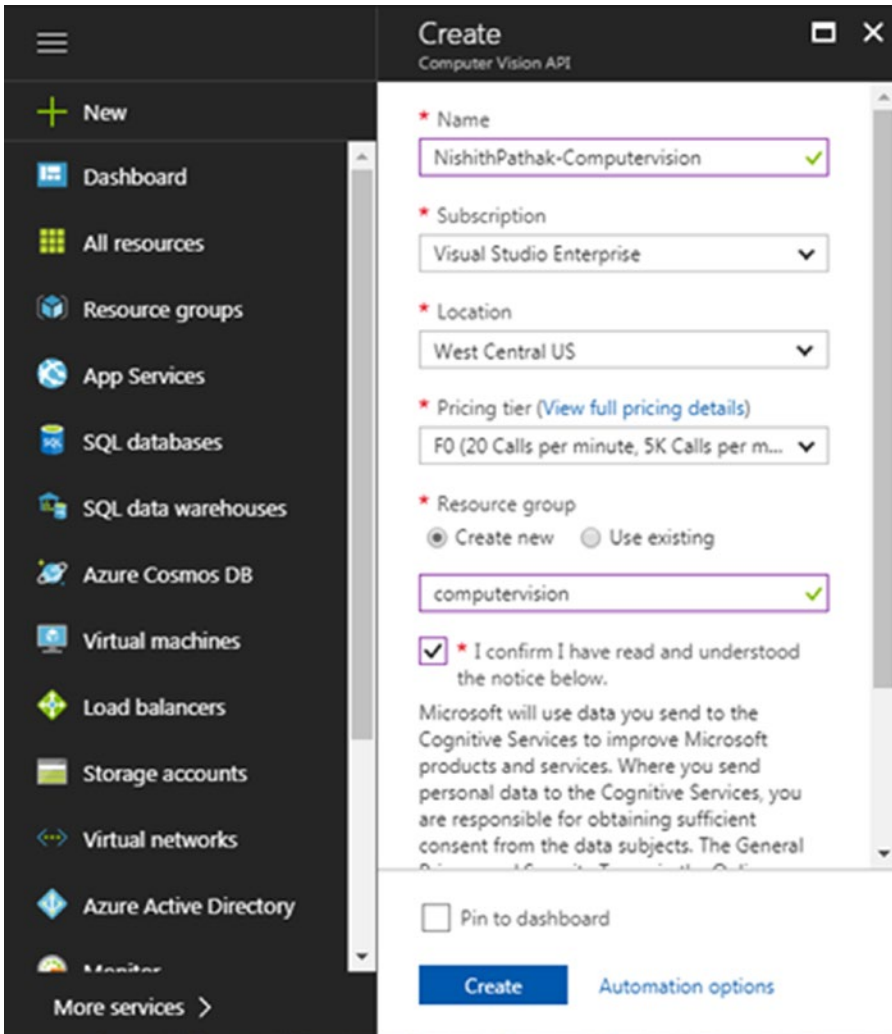 New
Dashboard
All resources
Resource groups
App Services
SQL
SQL databases
SQL data warehouses
Azure Cosmos DB
Virtual machines
Load balancers
Storage accounts
Virtual networks
Azure Active Directory
Monitor
More services
Create
Computer Vision API
* Name
NishithPathak-Computervision
* Subscription
Visual Studio Enterprise
* Location
West Central US
* Pricing tier (View full pricing details)
F0 (20 Calls per minute, 5K Calls per m...
* Resource group
Create new Use existing
computervision
* I confirm I have read and understood
the notice below.
Microsoft will use data you send to the
Cognitive Services to improve Microsoft
products and services. Where you send
personal data to the Cognitive Services, you
are responsible for obtaining sufficient
consent from the data subjects. The General
Pin to dashboard
Create Automation options